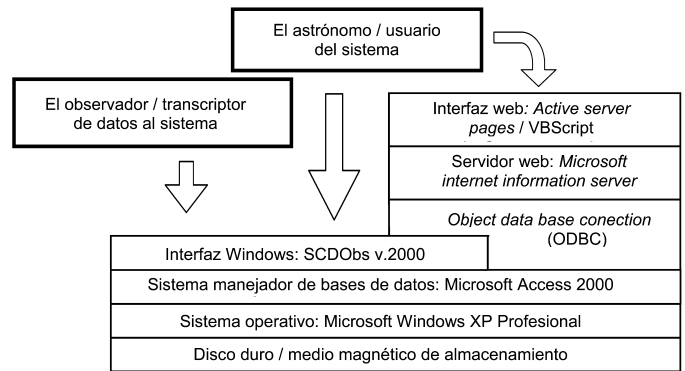 El astrónomo / usuario
del sistema
El observador / transcriptor
de datos al sistema
Interfaz web: Active server
pages / VBScript
Servidor web: Microsoft
internet information server
Object data base conection
(ODBC)
Interfaz Windows: SCDObs v.2000
Sistema manejador de bases de datos: Microsoft Access 2000
Sistema operativo: Microsoft Windows XP Profesional
Disco duro / medio magnético de almacenamiento